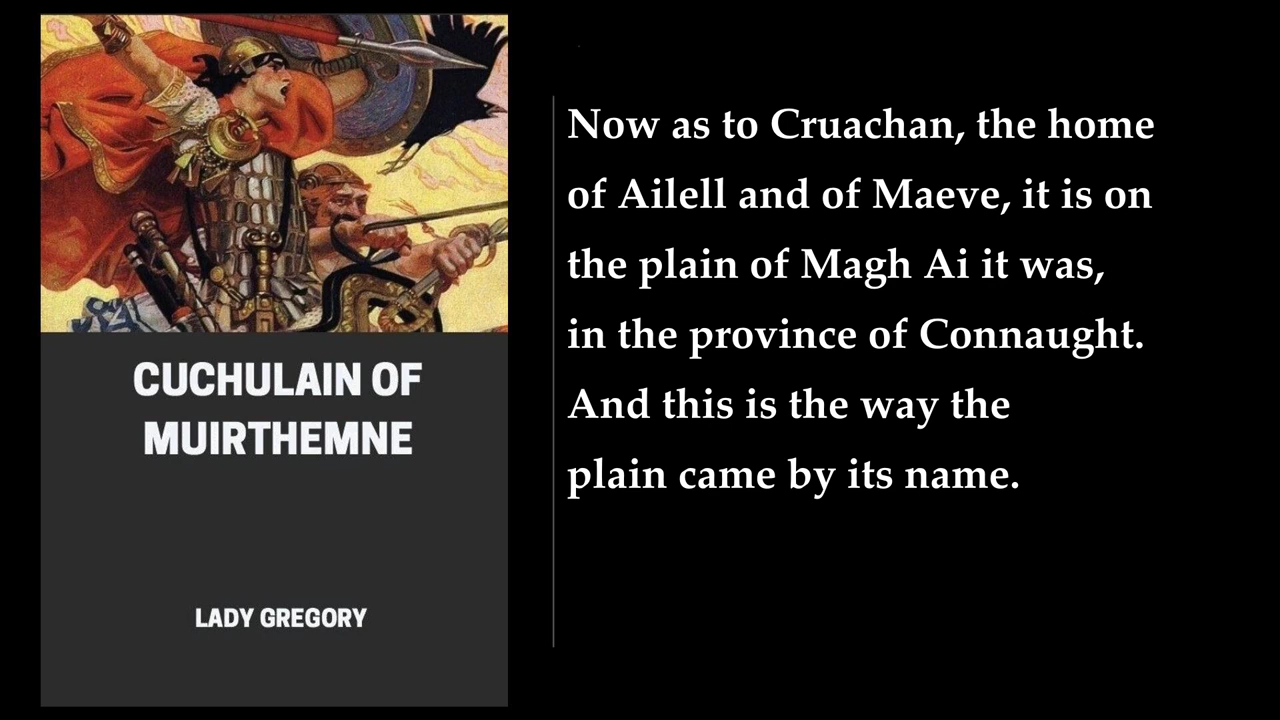 CUCHULAIN OF
MUIRTHEMNE
LADY GREGORY
Now as to Cruachan, the home
of Ailell and of Maeve, it is on
the plain of Magh Ai it was,
in the province of Connaught.
And this is the way the
plain came by its name.